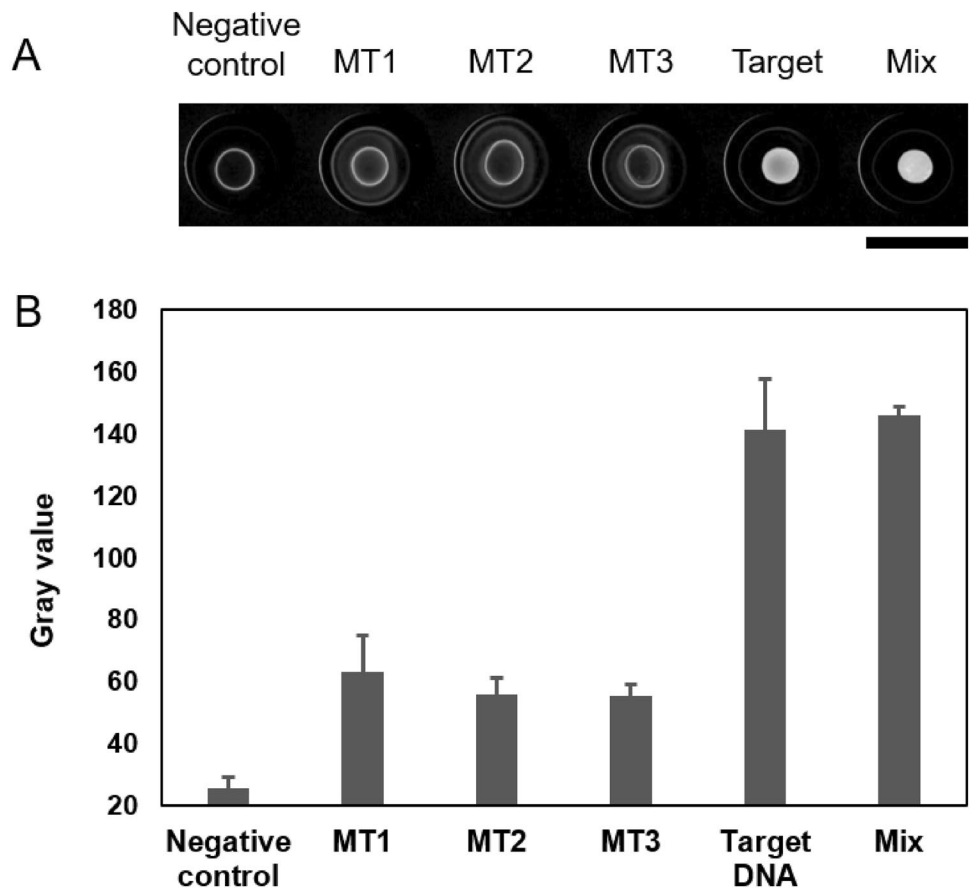 A
Negative
control
MT1
MT2
MT3
Target
Mix
B
180
160
140
120
100
80
60
40
20
Gray value
Negative
control
MT1
MT2
MT3
Target
DNA
Mix